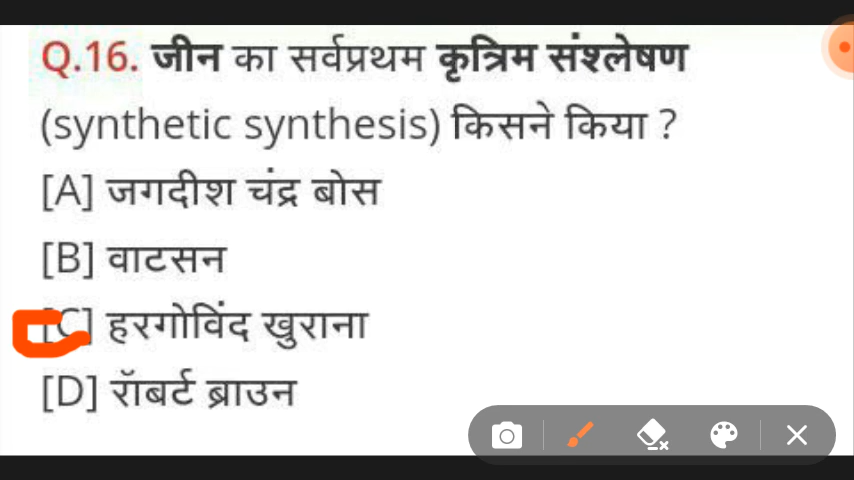 Q.16. जीन का सर्वप्रथम कृत्रिम संश्लेषण
(synthetic synthesis) किसने किया ?
[A] जगदीश चंद्र बोस
[B] वाटसन
[C] हरगोविंद खुराना
[D] रॉबर्ट ब्राउन